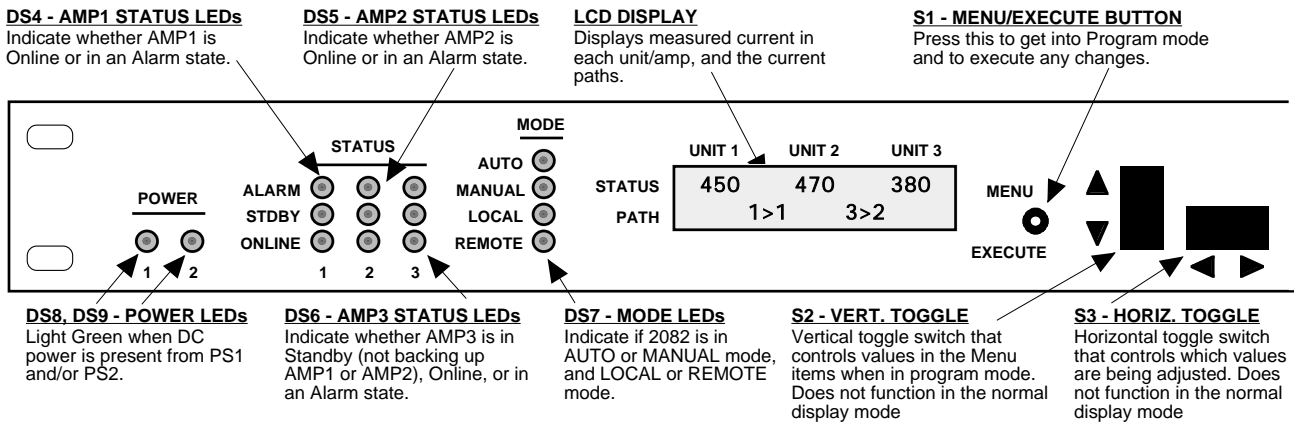 DS4 - AMP1 STATUS LEDs
Indicate whether AMP1 is
Online or in an Alarm state.
DS5 - AMP2 STATUS LEDs
Indicate whether AMP2 is
Online or in an Alarm state.
LCD DISPLAY
Displays measured current in
each unit/amp, and the current
paths.
S1 - MENU/EXECUTE BUTTON
Press this to get into Program mode
and to execute any changes.
POWER
1 2
STATUS
ALARM
STDBY
ONLINE
1 2 3
MODE
AUTO
MANUAL
LOCAL
REMOTE
UNIT 1 UNIT 2 UNIT 3
STATUS 450 470 380
PATH 1>1 3>2
MENU
EXECUTE
DS8, DS9 - POWER LEDs
Light Green when DC
power is present from PS1
and/or PS2.
DS6 - AMP3 STATUS LEDs
Indicate whether AMP3 is in
Standby (not backing up
AMP1 or AMP2), Online, or in
an Alarm state.
DS7 - MODE LEDs
Indicate if 2082 is in
AUTO or MANUAL mode,
and LOCAL or REMOTE
mode.
S2 - VERT. TOGGLE
Vertical toggle switch that
controls values in the Menu
items when in program mode.
Does not function in the normal
display mode
S3 - HORIZ. TOGGLE
Horizontal toggle switch
that controls which values
are being adjusted. Does
not function in the normal
display mode